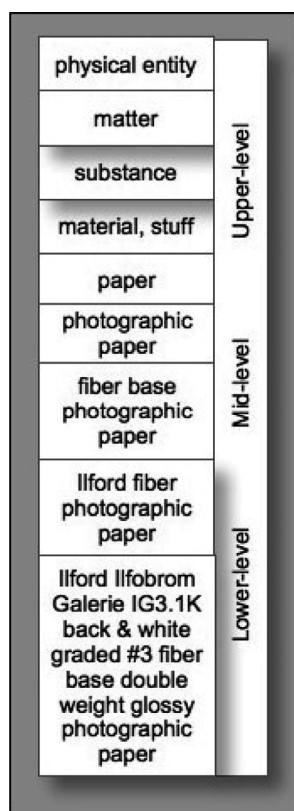 physical entity
matter
substance
material, stuff
paper
photographic
paper
fiber base
photographic
paper
Ilford fiber
photographic
paper
Ilford Ilfobrom
Galerie IG3.1K
back & white
graded #3 fiber
base double
weight glossy
photographic
paper
Upper-level
Mid-level
Lower-level